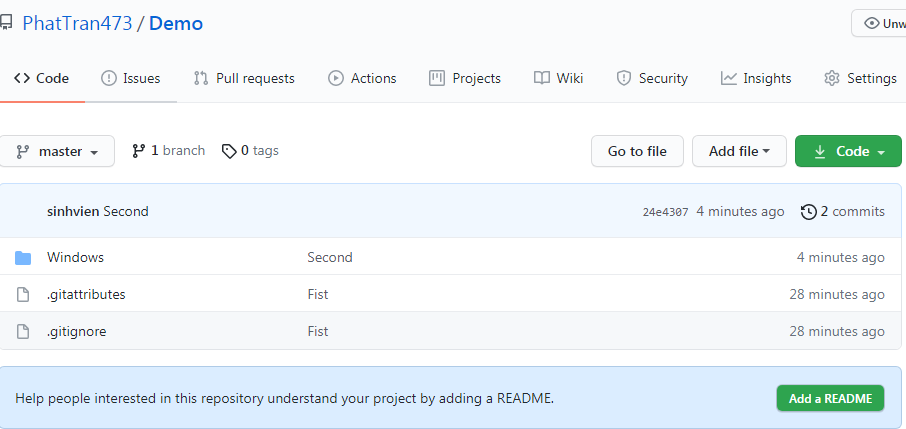 PhatTran473 / Demo
Unw
Code Issues Pull requests Actions Projects Wiki Security Insights Settings
master 1 branch 0 tags Go to file Add file Code
sinhvien Second 24e4307 4 minutes ago 2 commits
Windows Second 4 minutes ago
.gitattributes Fist 28 minutes ago
.gitignore Fist 28 minutes ago
Help people interested in this repository understand your project by adding a README. Add a README